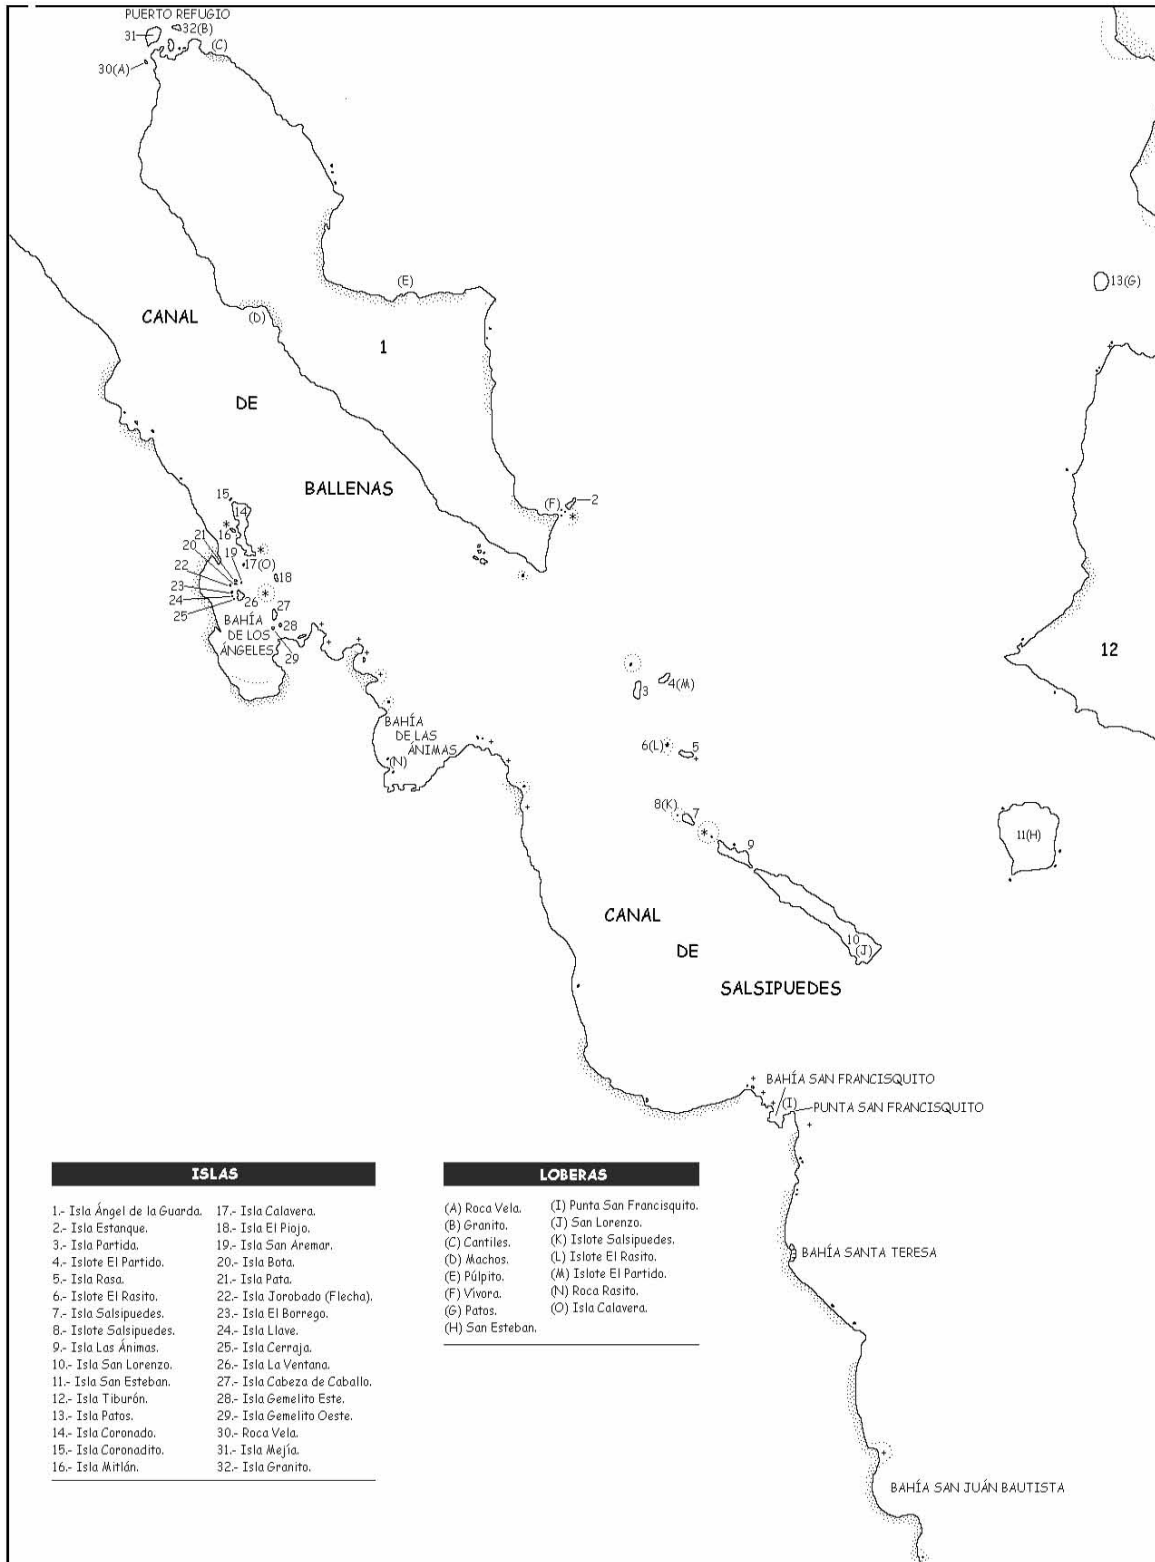 PUERTO REFUGIO
31
32(B)
(C)
30(A)
(E)
13(G)
CANAL
(D)
1
DE
BALLENAS
15
14
(F)
2
21
16
20
19
17(O)
22
18
23
24
26
25
27
BAHÍA
DE LOS
ÁNGELES
28
29
12
3
4(M)
BAHÍA
DE LAS
ÁNIMAS
(N)
6(L)
5
8(K)
7
9
11(H)
CANAL
10
(J)
DE
SALSIPUEDES
BAHÍA SAN FRANCISQUITO
(I)
PUNTA SAN FRANCISQUITO
BAHÍA SANTA TERESA
BAHÍA SAN JUÁN BAUTISTA
ISLAS
1.- Isla Ángel de la Guarda.
2.- Isla Estanque.
3.- Isla Partida.
4.- Islote El Partido.
5.- Isla Rasa.
6.- Islote El Rasito.
7.- Isla Salsipuedes.
8.- Islote Salsipuedes.
9.- Isla Las Ánimas.
10.- Isla San Lorenzo.
11.- Isla San Esteban.
12.- Isla Tiburón.
13.- Isla Patos.
14.- Isla Coronado.
15.- Isla Coronadito.
16.- Isla Mitlán.
17.- Isla Calavera.
18.- Isla El Piojo.
19.- Isla San Aremar.
20.- Isla Bota.
21.- Isla Pata.
22.- Isla Jorobado (Flecha).
23.- Isla El Borrego.
24.- Isla Llave.
25.- Isla Cerraja.
26.- Isla La Ventana.
27.- Isla Cabeza de Caballo.
28.- Isla Gemelito Este.
29.- Isla Gemelito Oeste.
30.- Roca Vela.
31.- Isla Mejía.
32.- Isla Granito.
LOBERAS
(A) Roca Vela.
(B) Granito.
(C) Cantiles.
(D) Machos.
(E) Púlpito.
(F) Vívora.
(G) Patos.
(H) San Esteban.
(I) Punta San Francisquito.
(J) San Lorenzo.
(K) Islote Salsipuedes.
(L) Islote El Rasito.
(M) Islote El Partido.
(N) Roca Rasito.
(O) Isla Calavera.